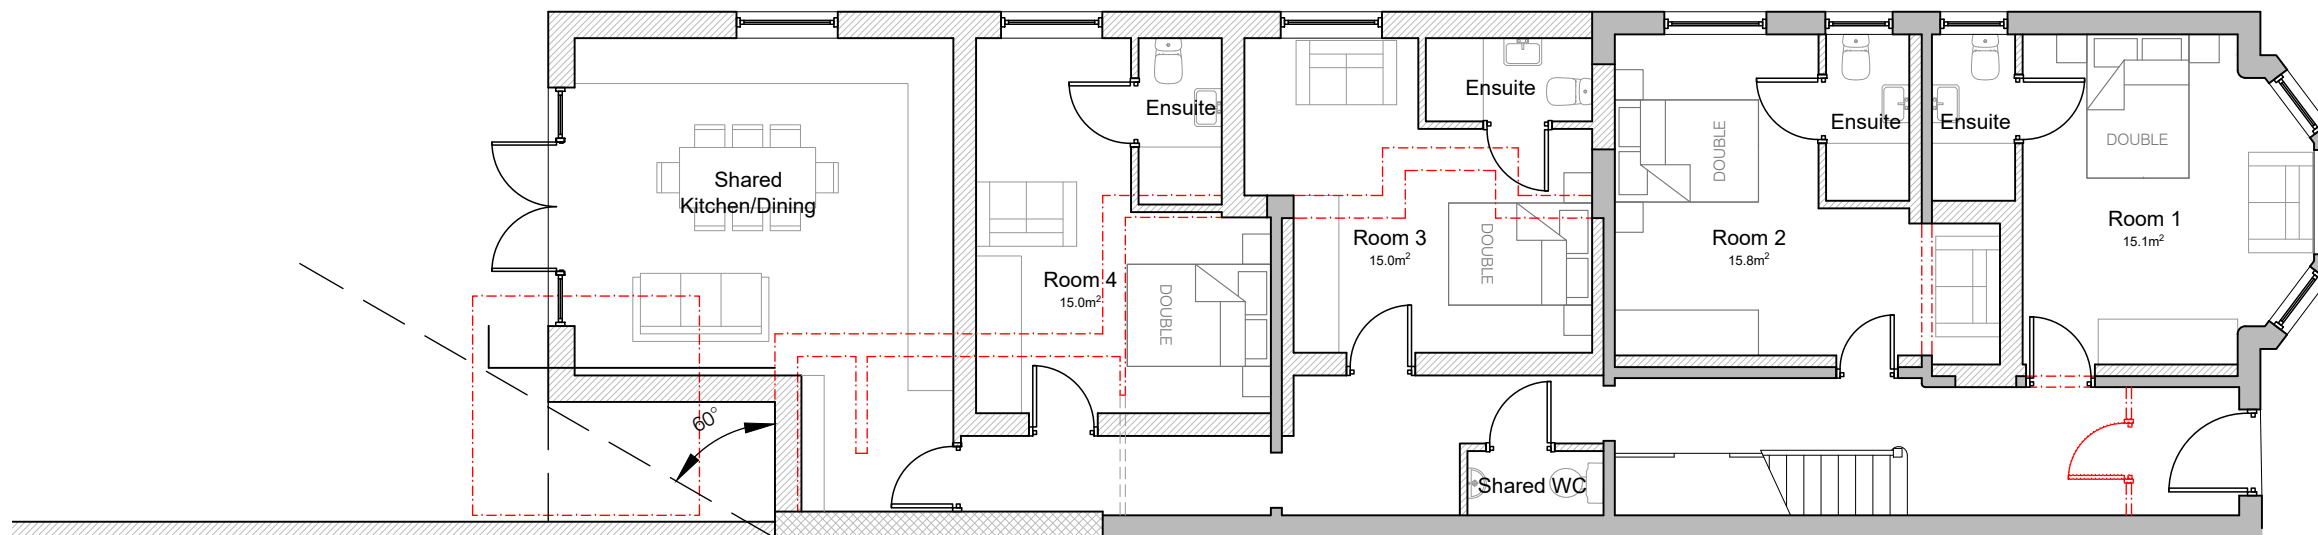 Shared
Kitchen/Dining
Ensuite
Room 4
15.0m²
DOUBLE
Ensuite
Room 3
15.0m²
DOUBLE
DOUBLE
Ensuite
Room 2
15.8m²
Ensuite
DOUBLE
Room 1
15.1m²
60°
Shared WC